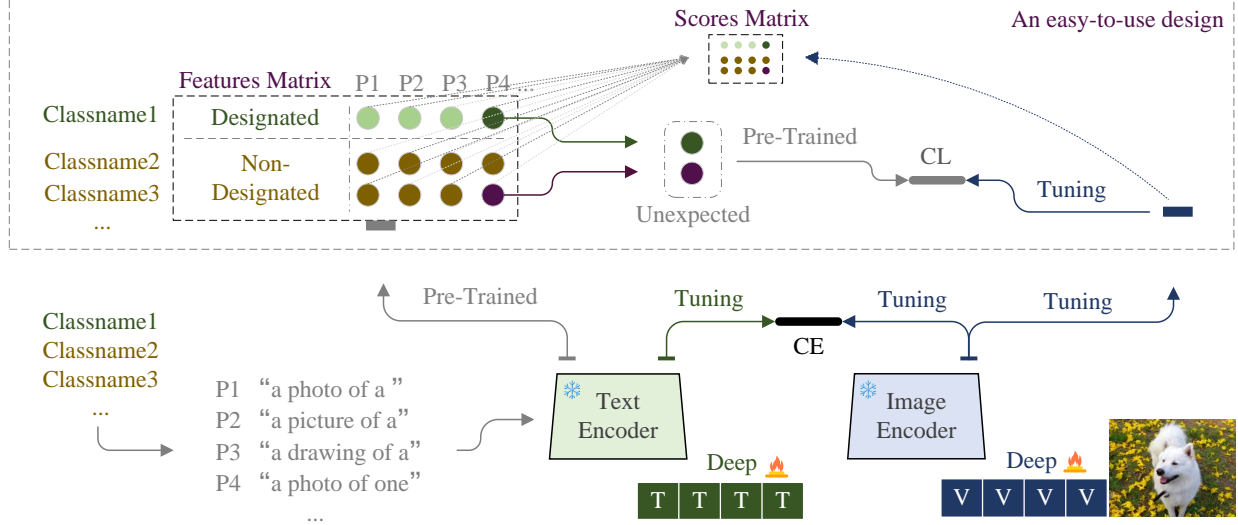 Scores Matrix
An easy-to-use design
Features Matrix
P1 P2 P3 P4 ...
Classname1
Designated
Classname2
Non-
Designated
Classname3
...
Unexpected
Pre-Trained
CL
Tuning
Pre-Trained
Tuning
Tuning
Tuning
CE
Classname1
Classname2
Classname3
...
P1 “a photo of a ”
P2 “a picture of a”
P3 “a drawing of a”
P4 “a photo of one”
...
Text
Encoder
Image
Encoder
Deep
T T T T
Deep
V V V V